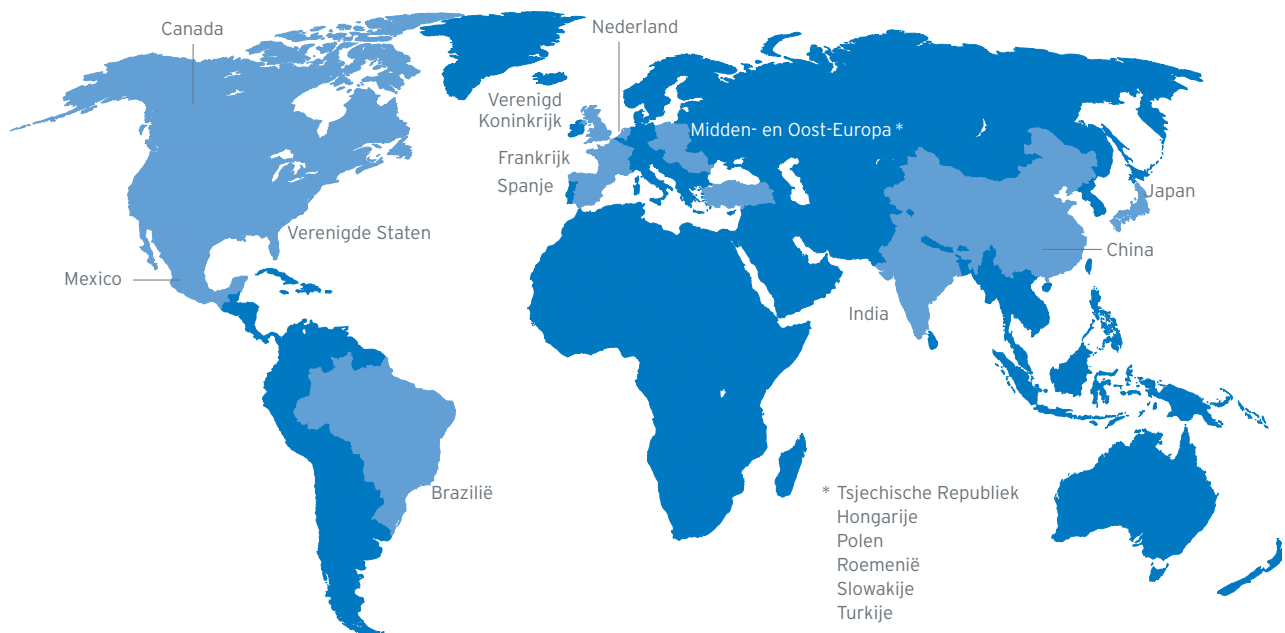 Canada
Nederland
Verenigd
Koninkrijk
Midden- en Oost-Europa *
Frankrijk
Spanje
Japan
Verenigde Staten
China
Mexico
India
Brazilië
* Tsjechische Republiek
Hongarije
Polen
Roemenië
Slowakije
Turkije